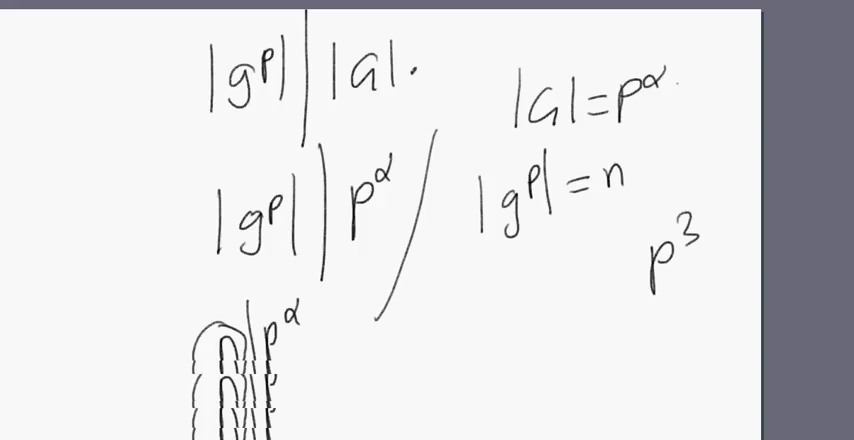 |g^p| | |G|.
|G| = p^α
|g^p| | p^α
|g^p| = n
p^3
n | p^α